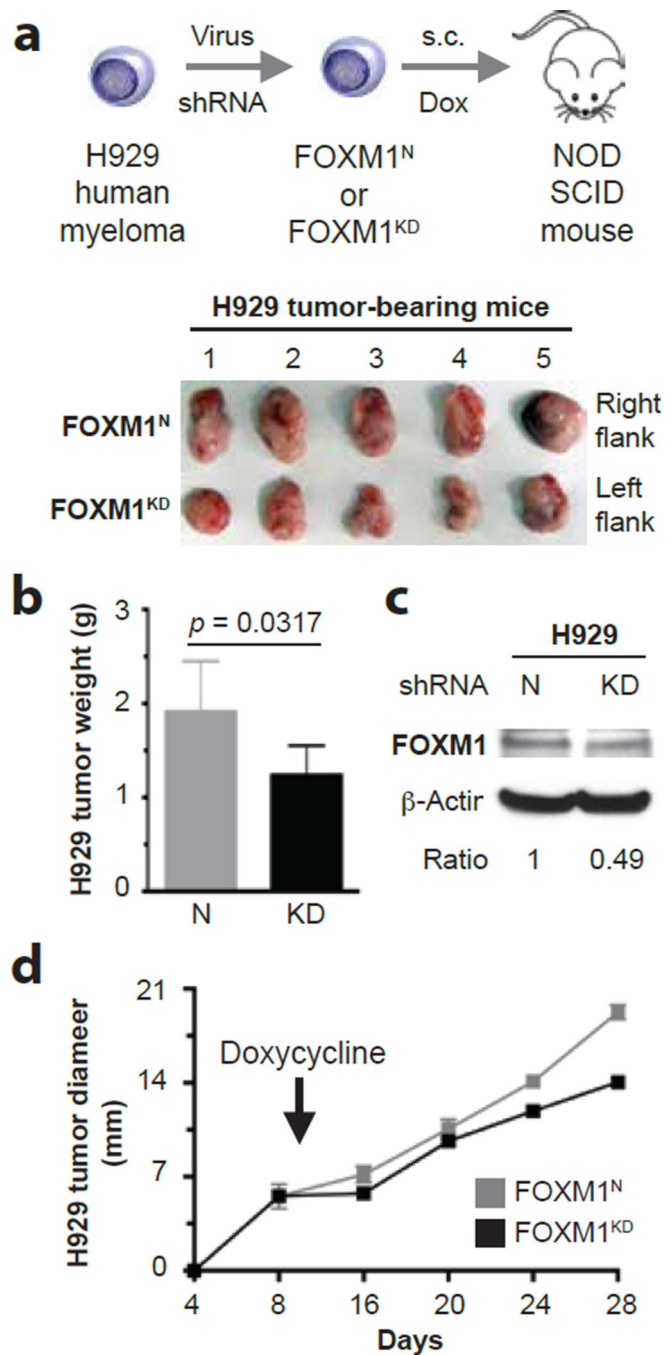 a
Virus
s.c.
shRNA
Dox
H929
human
myeloma
FOXM1ᴺ
or
FOXM1ᴷᴰ
NOD
SCID
mouse
H929 tumor-bearing mice
1 2 3 4 5
FOXM1ᴺ
Right
flank
FOXM1ᴷᴰ
Left
flank
b
H929 tumor weight (g)
3
2
1
0
p = 0.0317
N KD
c
H929
shRNA N KD
FOXM1
β-Actir
Ratio 1 0.49
d
H929 tumor diameer
(mm)
21
14
7
0
Doxycycline
FOXM1ᴺ
FOXM1ᴷᴰ
4 8 16 20 24 28
Days